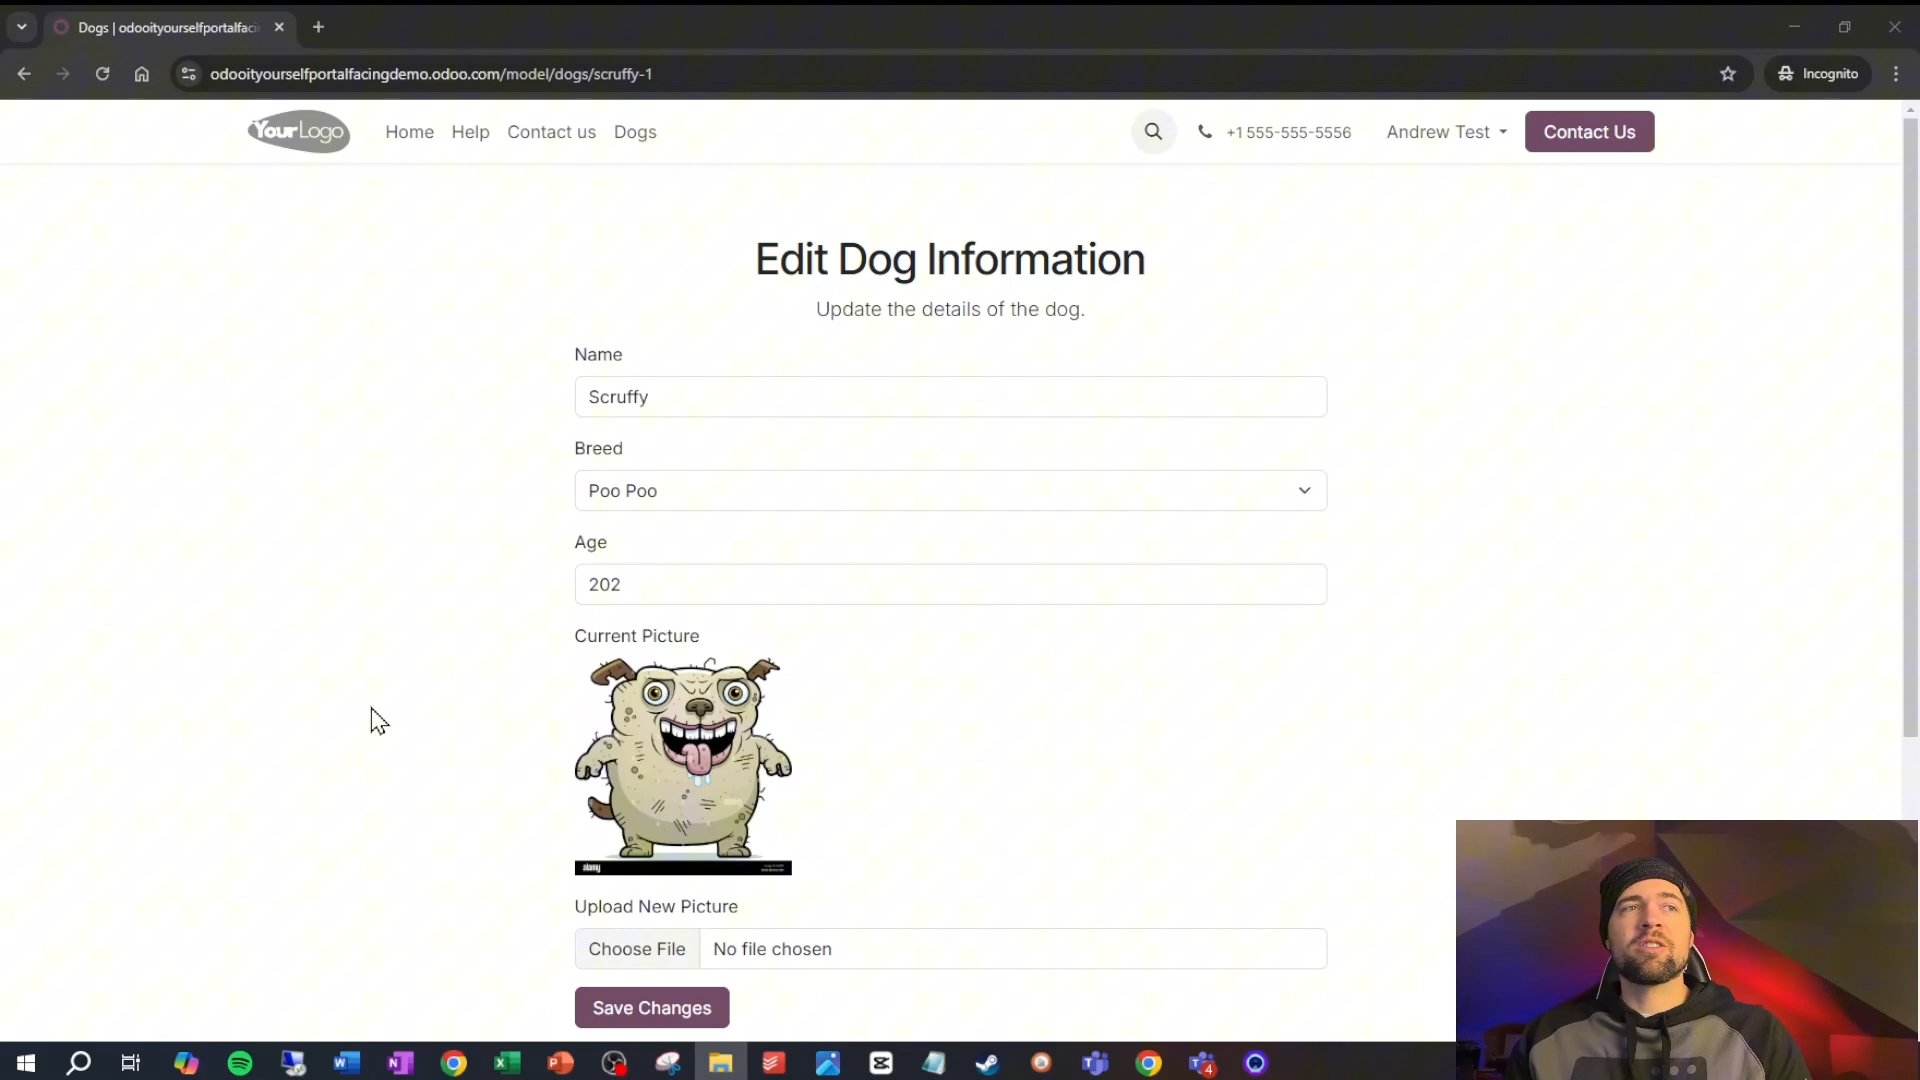 Dogs | odooityourselfportalfaci
odooityourselfportalfacingdemo.odoo.com/model/dogs/scruffy-1
Incognito
YourLogo
Home
Help
Contact us
Dogs
+1 555-555-5556
Andrew Test
Contact Us
Edit Dog Information
Update the details of the dog.
Name
Scruffy
Breed
Poo Poo
Age
202
Current Picture
alamy
Upload New Picture
Choose File
No file chosen
Save Changes
4